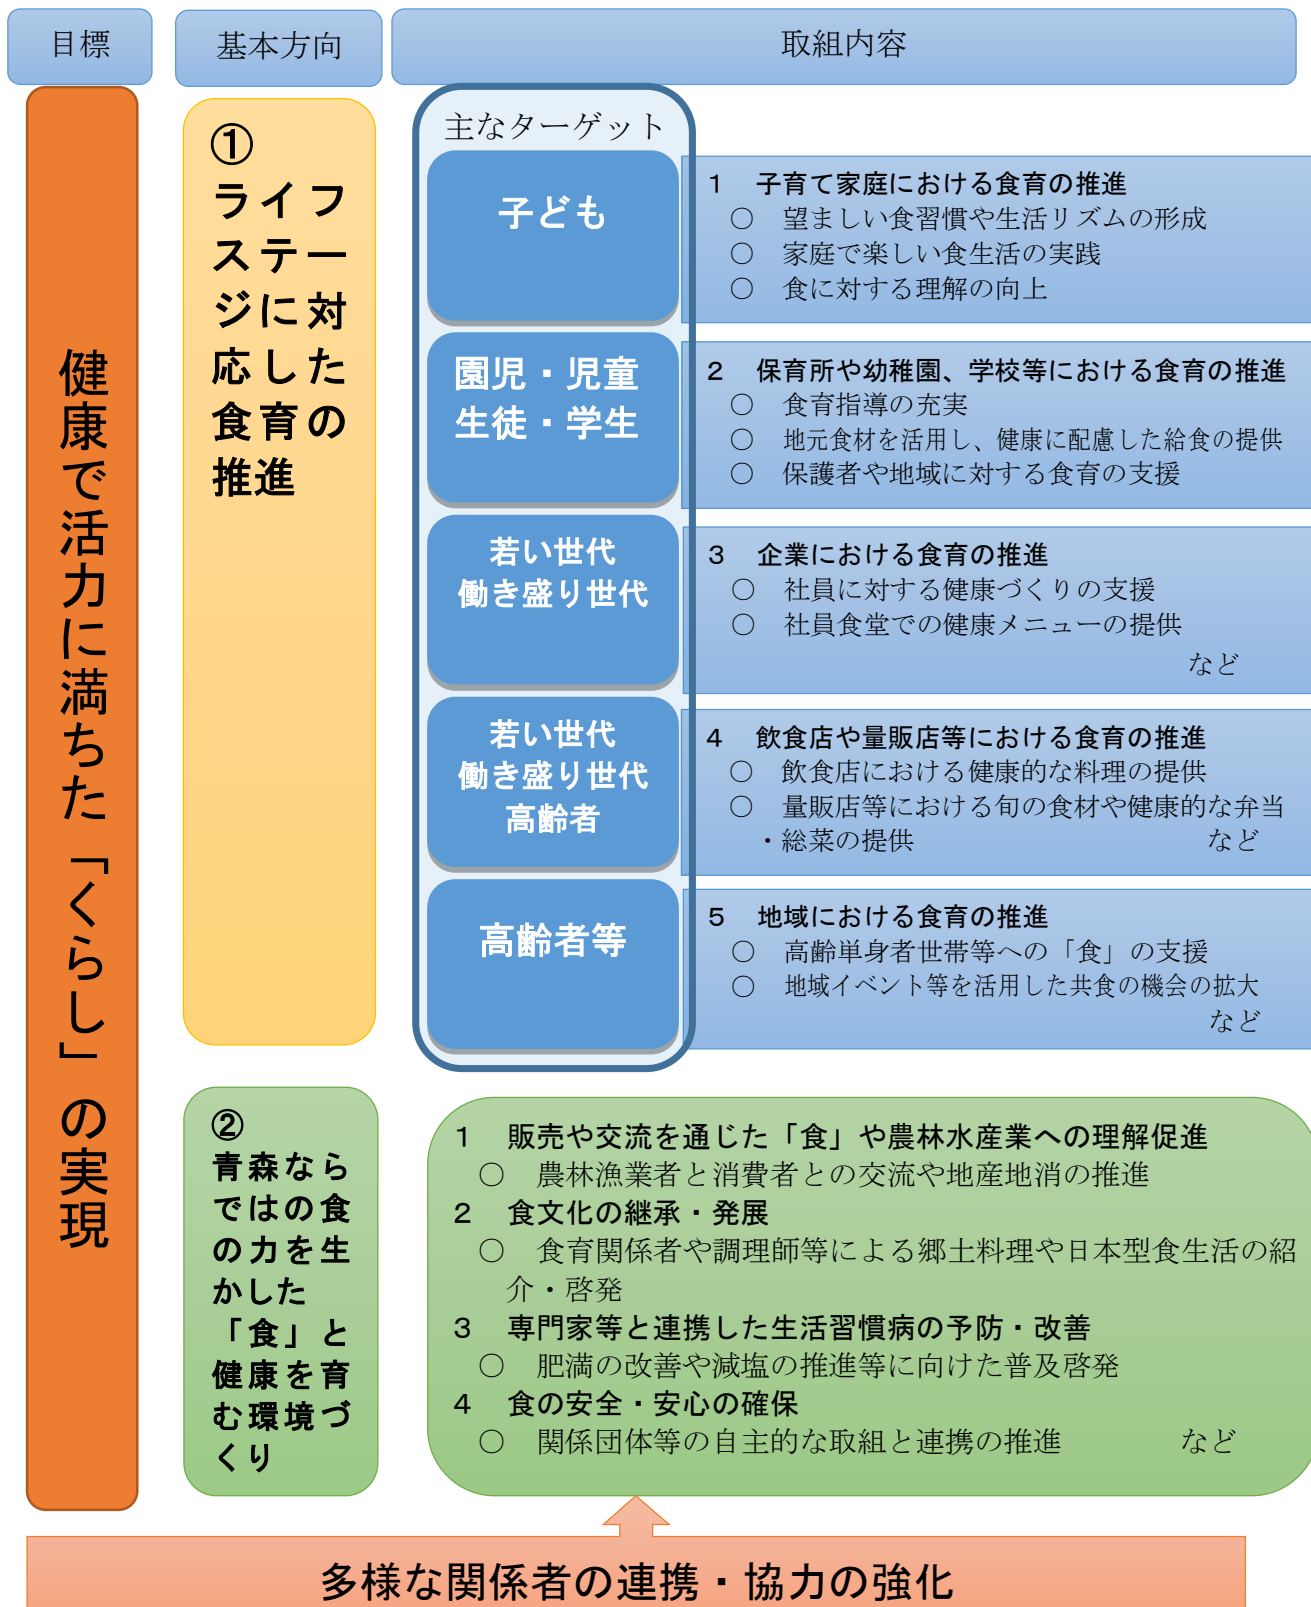 目標
基本方向
取組内容
健康で活力に満ちた「くらし」の実現
①
ライフ
ステー
ジに対
応した
食育の
推進
主なターゲット
子ども
1 子育て家庭における食育の推進
○ 望ましい食習慣や生活リズムの形成
○ 家庭で楽しい食生活の実践
○ 食に対する理解の向上
園児・児童
生徒・学生
2 保育所や幼稚園、学校等における食育の推進
○ 食育指導の充実
○ 地元食材を活用し、健康に配慮した給食の提供
○ 保護者や地域に対する食育の支援
若い世代
働き盛り世代
3 企業における食育の推進
○ 社員に対する健康づくりの支援
○ 社員食堂での健康メニューの提供
など
若い世代
働き盛り世代
高齢者
4 飲食店や量販店等における食育の推進
○ 飲食店における健康的な料理の提供
○ 量販店等における旬の食材や健康的な弁当
・総菜の提供 など
高齢者等
5 地域における食育の推進
○ 高齢単身者世帯等への「食」の支援
○ 地域イベント等を活用した共食の機会の拡大
など
②
青森なら
ではの食
の力を生
かした
「食」と
健康を育
む環境づ
くり
1 販売や交流を通じた「食」や農林水産業への理解促進
○ 農林漁業者と消費者との交流や地産地消の推進
2 食文化の継承・発展
○ 食育関係者や調理師等による郷土料理や日本型食生活の紹
介・啓発
3 専門家等と連携した生活習慣病の予防・改善
○ 肥満の改善や減塩の推進等に向けた普及啓発
4 食の安全・安心の確保
○ 関係団体等の自主的な取組と連携の推進 など
多様な関係者の連携・協力の強化